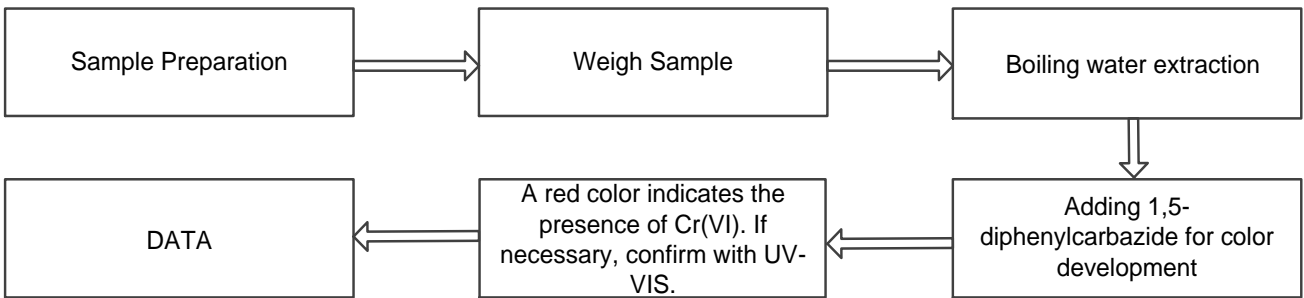 Sample Preparation
Weigh Sample
Boiling water extraction
Adding 1,5-
diphenylcarbazide for color
development
A red color indicates the
presence of Cr(VI). If
necessary, confirm with UV-
VIS.
DATA